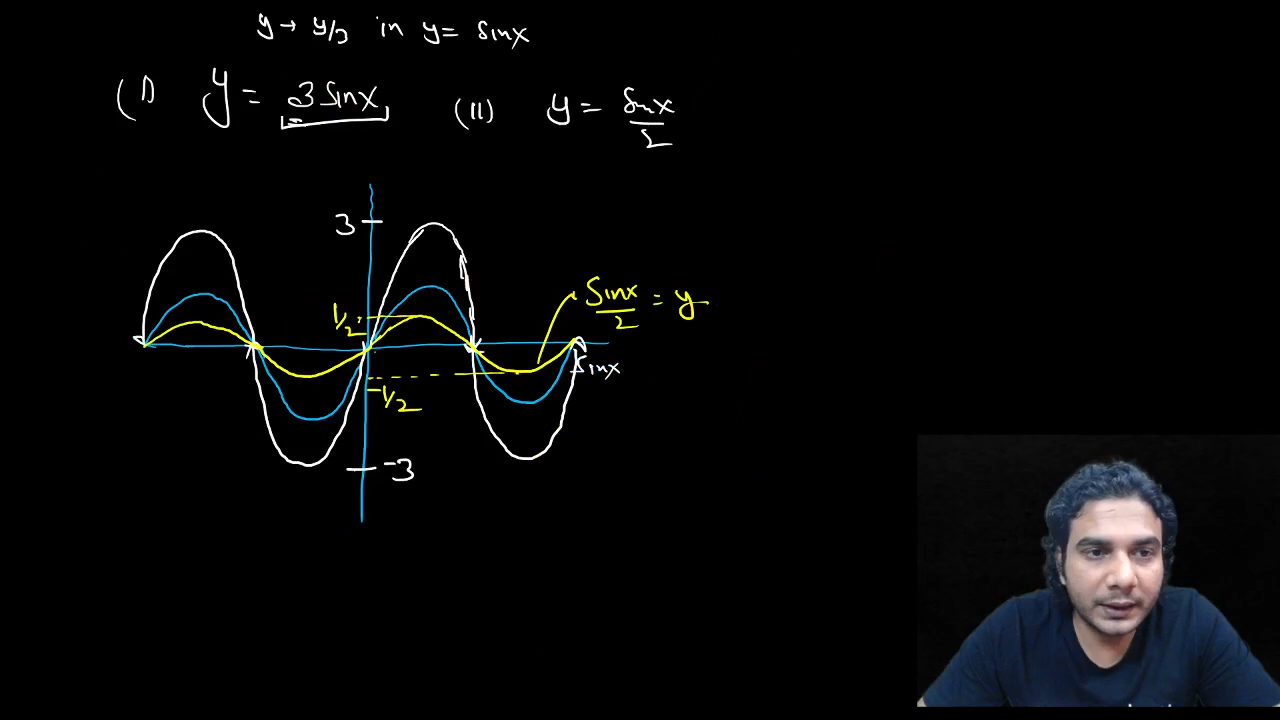 y → y/3 in y = sinx
(I) y = 3 sinx (II) y = sinx/2
3
1/2
sinx/2 = y
sinx
-1/2
-3